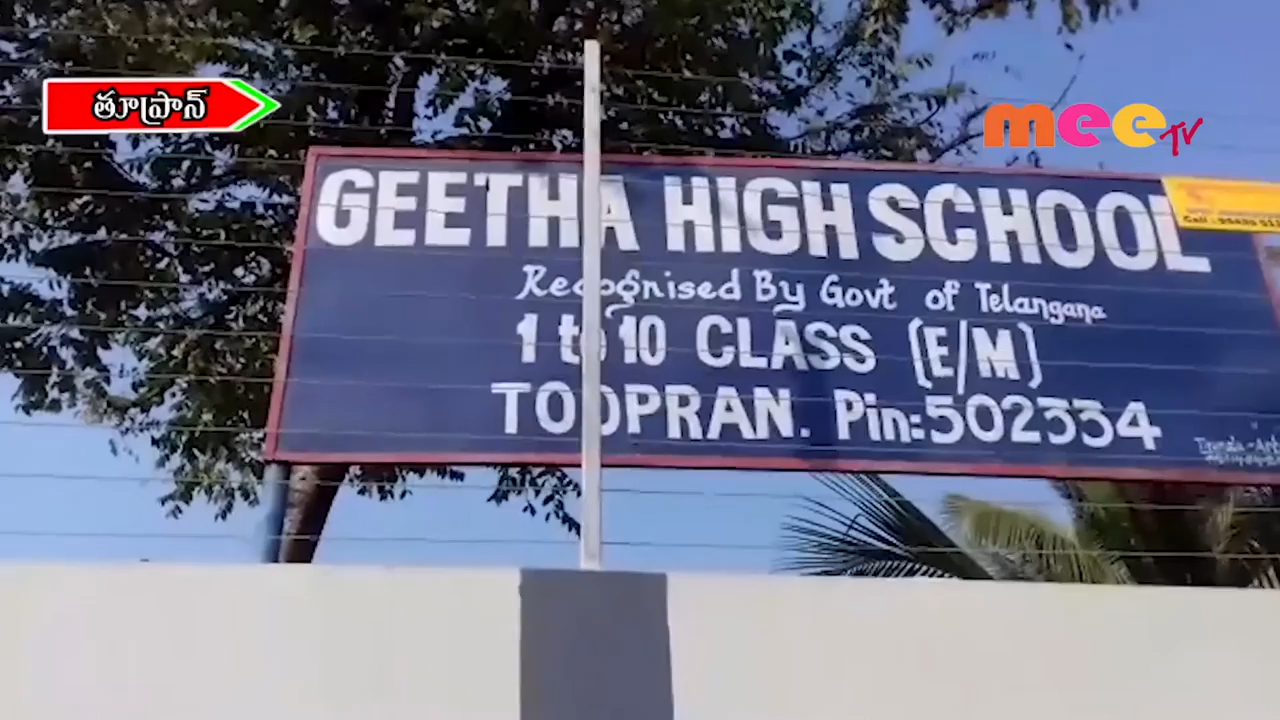 తూప్రాన్
mee TV
GEETHA HIGH SCHOOL
Recognised By Govt of Telangana
1 to 10 CLASS (E/M)
TOOPRAN. Pin:502334